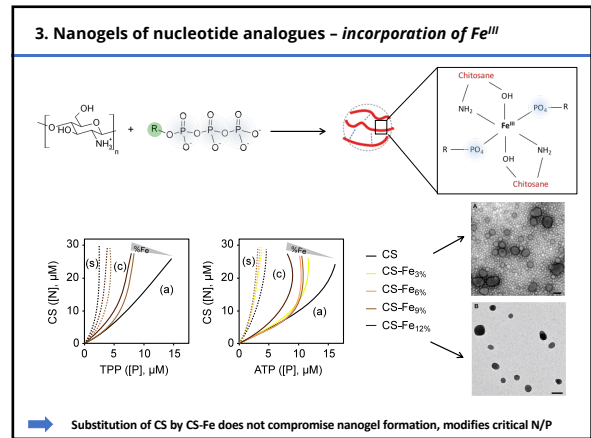 3. Nanogels of nucleotide analogues – incorporation of Feᴵᴵᴵ
OH
O
HO
O
NH₃⁺
n
+
R
O
P
O
O⁻
O
P
O
O⁻
O
P
O
O⁻
O⁻
Chitosane
OH
NH₂
PO₄
R
Feᴵᴵᴵ
R
PO₄
OH
NH₂
Chitosane
30
20
10
0
CS ([N], μM)
(s)
(c)
%Fe
(a)
0
5
10
15
TPP ([P], μM)
30
20
10
0
CS ([N], μM)
(s)
(c)
%Fe
(a)
0
5
10
15
ATP ([P], μM)
CS
CS-Fe3%
CS-Fe6%
CS-Fe9%
CS-Fe12%
A
B
Substitution of CS by CS-Fe does not compromise nanogel formation, modifies critical N/P